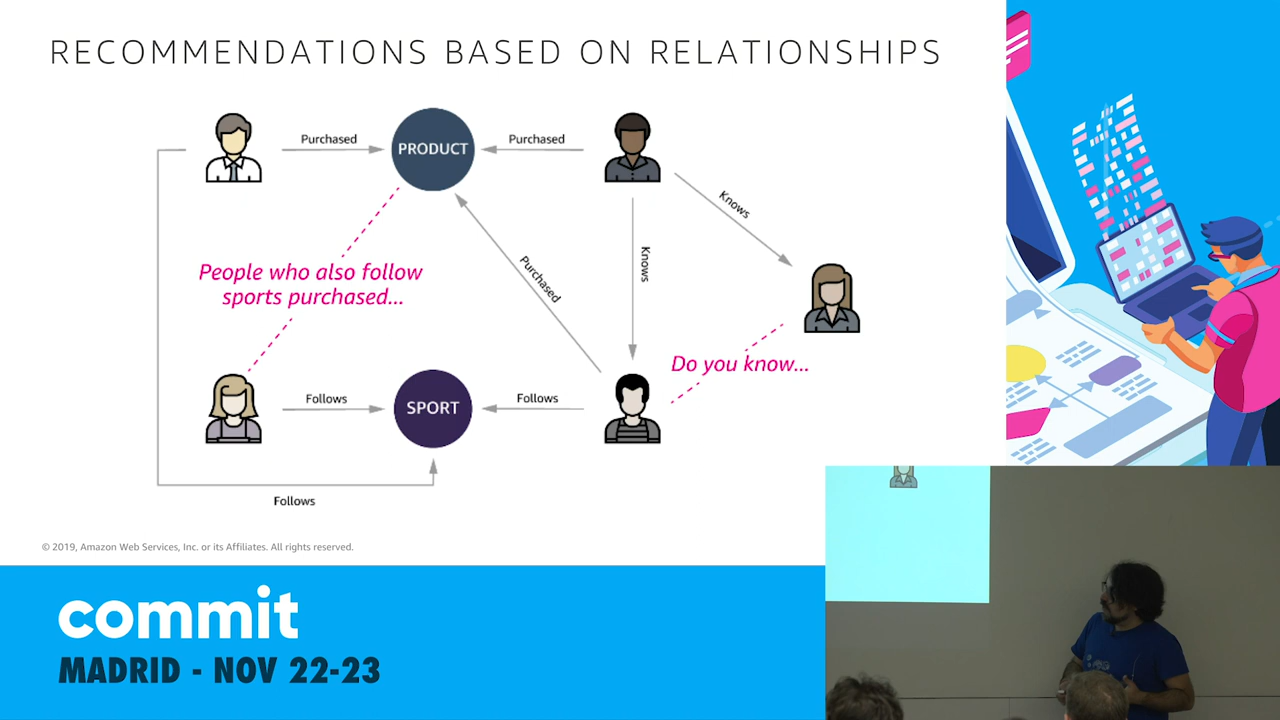 RECOMMENDATIONS BASED ON RELATIONSHIPS
Purchased
PRODUCT
Purchased
Knows
Knows
Purchased
People who also follow
sports purchased...
Do you know...
Follows
SPORT
Follows
Follows
© 2019, Amazon Web Services, Inc. or its Affiliates. All rights reserved.
commit
MADRID - NOV 22-23